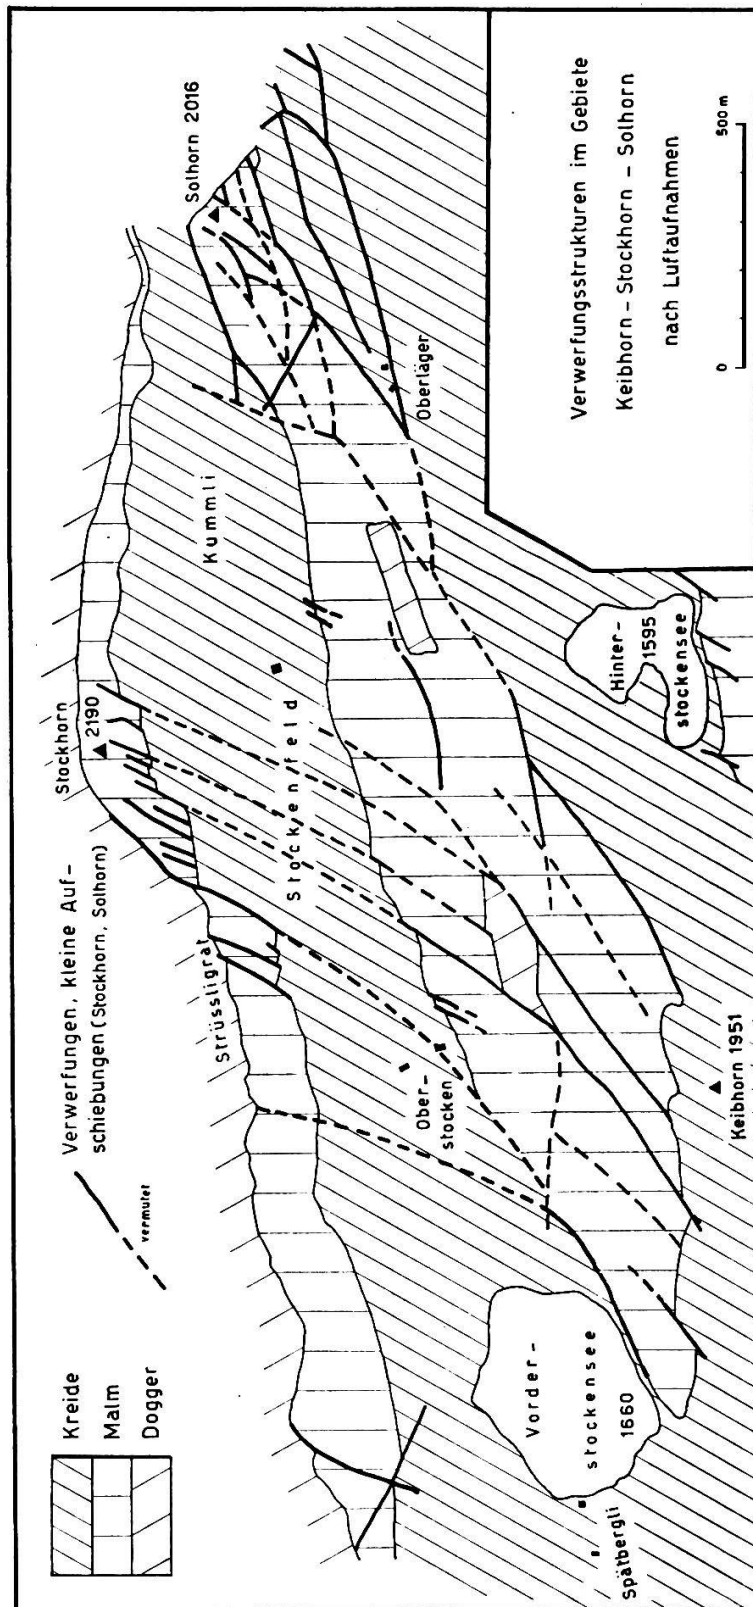 Kreide
Malm
Dogger
Verwerfungen, kleine Auf-
schiebungen (Stockhorn, Solhorn)
vermutet
Stockhorn
2190
Solhorn 2016
Strüssligrat
Stockenfeld
Kummli
Ober-
stocken
Oberläger
Vorder-
stockensee
1660
Spätbergli
Keibhorn 1951
Hinter-
1595
stockensee
Verwerfungsstrukturen im Gebiete
Keibhorn – Stockhorn – Solhorn
nach Luftaufnahmen
0
500 m